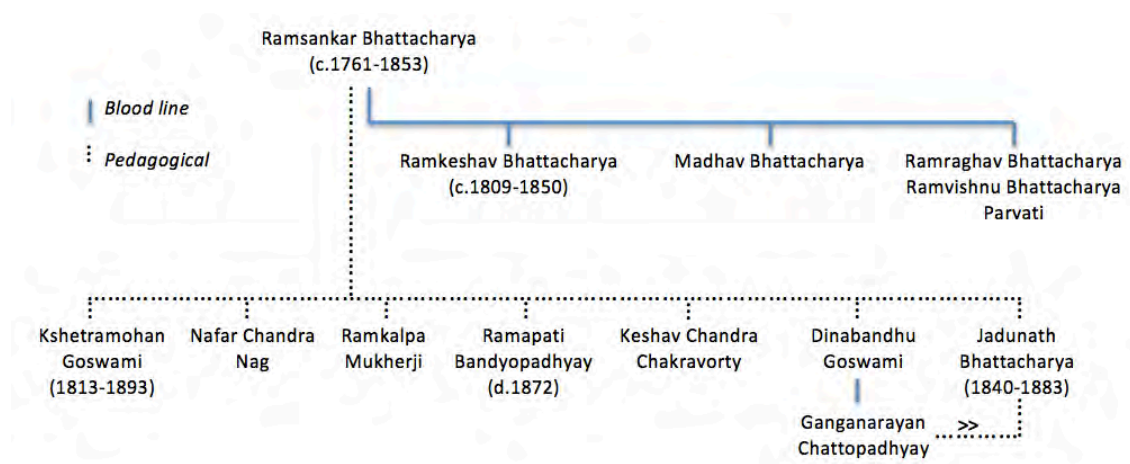 Ramsankar Bhattacharya
(c.1761-1853)
Blood line
Pedagogical
Ramkeshav Bhattacharya
(c.1809-1850)
Madhav Bhattacharya
Ramraghav Bhattacharya
Ramvishnu Bhattacharya
Parvati
Kshetramohan
Goswami
(1813-1893)
Nafar Chandra
Nag
Ramkalpa
Mukherji
Ramapati
Bandyopadhyay
(d.1872)
Keshav Chandra
Chakravorty
Dinabandhu
Goswami
Jadunath
Bhattacharya
(1840-1883)
Ganganarayan
Chattopadhyay
>>